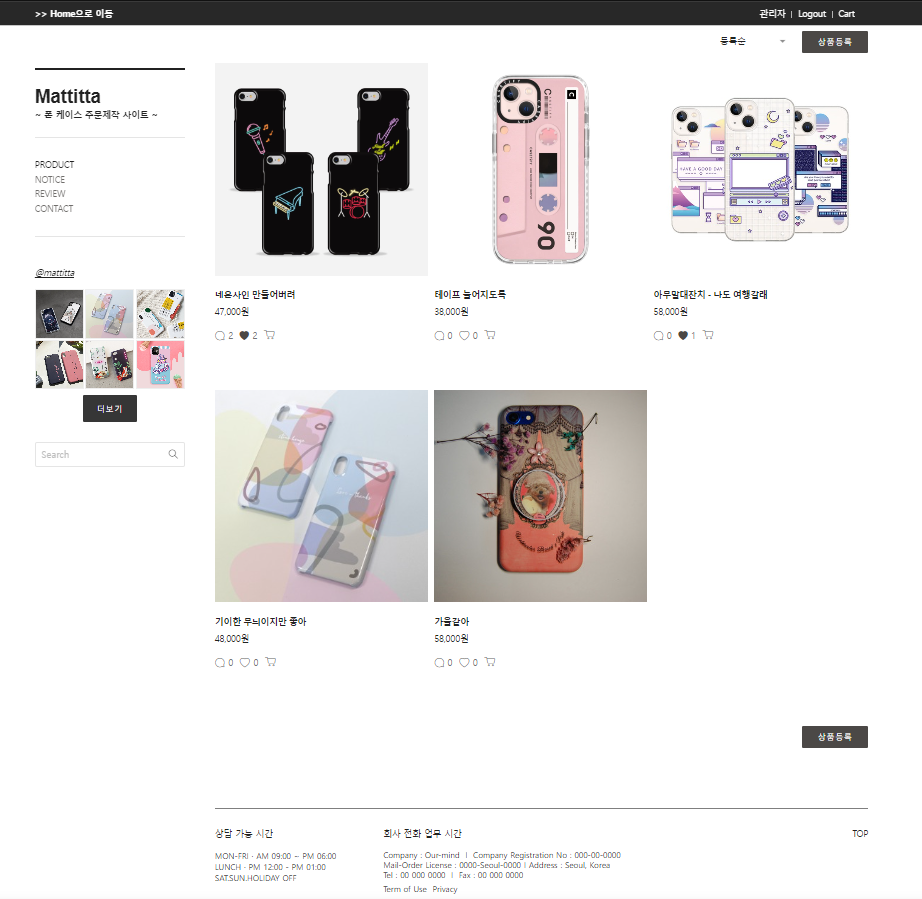 >> Home으로 이동
관리자 | Logout | Cart
등록순
상품등록
Mattitta
~ 폰 케이스 주문제작 사이트 ~
PRODUCT
NOTICE
REVIEW
CONTACT
@mattitta
더보기
Search
90
HAVE A GOOD DAY
네온사인 만들어버려
47,000원
2 2
테이프 늘어지도록
38,000원
0 0
아무말대잔치 - 나도 여행갈래
58,000원
0 1
기이한 무늬이지만 좋아
48,000원
0 0
가을같아
58,000원
0 0
상품등록
상담 가능 시간
MON-FRI · AM 09:00 ~ PM 06:00
LUNCH - PM 12:00 - PM 01:00
SAT.SUN.HOLIDAY OFF
회사 전화 업무 시간
Company : Our-mind | Company Registration No : 000-00-0000
Mail-Order License : 0000-Seoul-0000 | Address : Seoul, Korea
Tel : 00 000 0000 | Fax : 00 000 0000
Term of Use Privacy
TOP